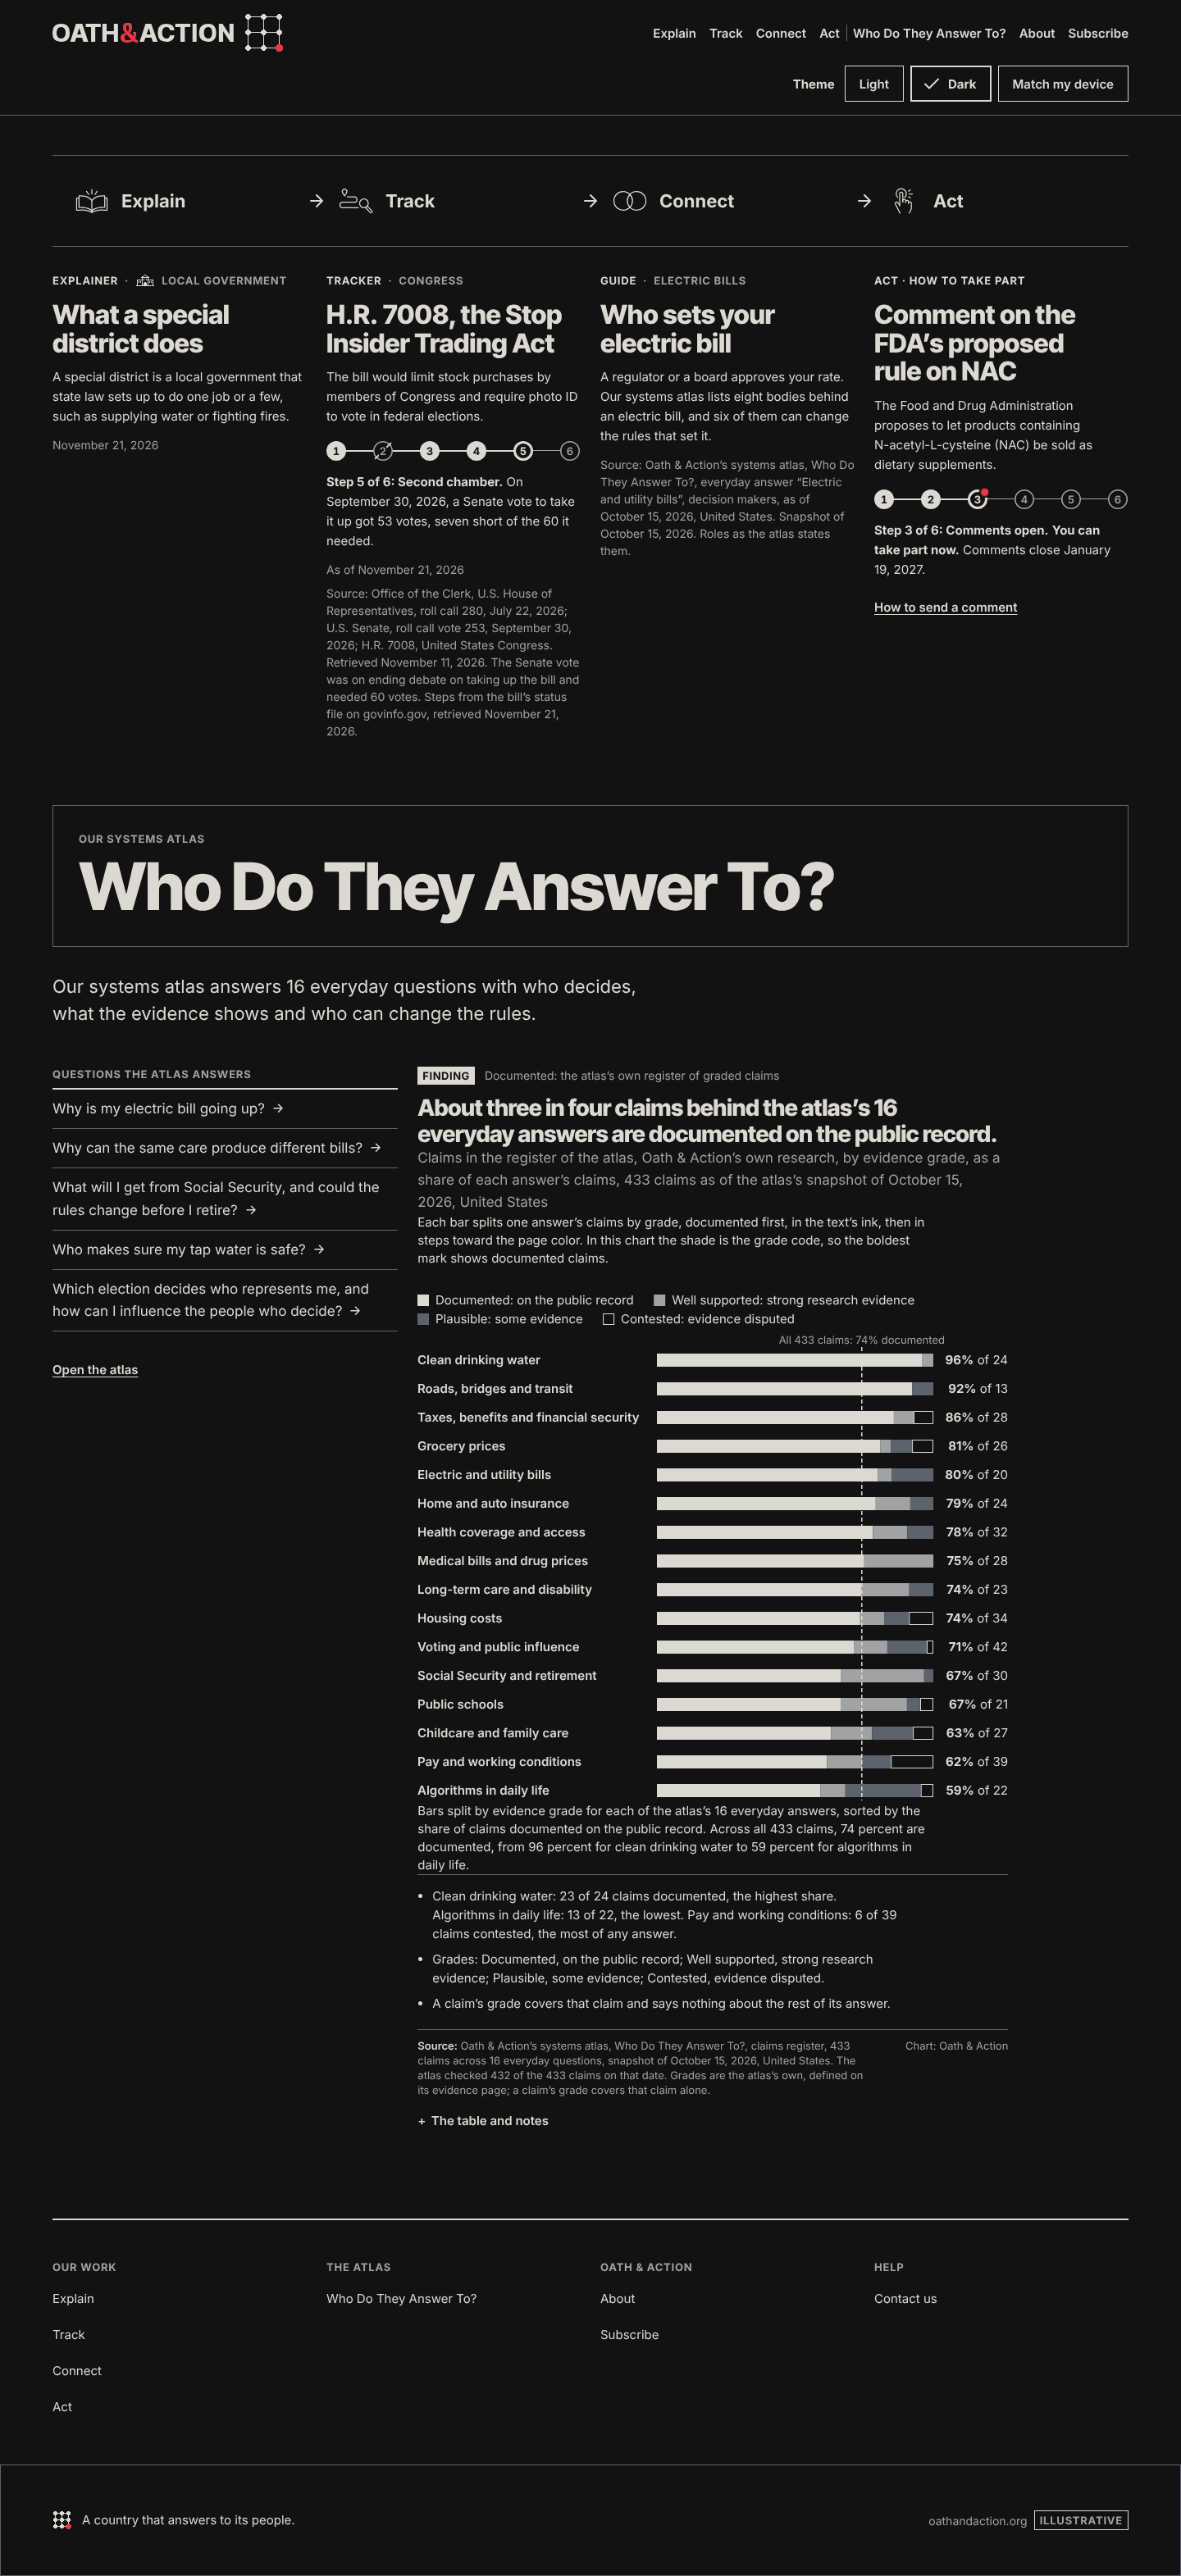 OATH&ACTION
Explain Track Connect Act Who Do They Answer To? About Subscribe
Theme Light Dark Match my device
Explain
Track
Connect
Act
EXPLAINER · LOCAL GOVERNMENT
What a special
district does
A special district is a local government that
state law sets up to do one job or a few,
such as supplying water or fighting fires.
November 21, 2026
TRACKER · CONGRESS
H.R. 7008, the Stop
Insider Trading Act
The bill would limit stock purchases by
members of Congress and require photo ID
to vote in federal elections.
1 2 3 4 5 6
Step 5 of 6: Second chamber. On
September 30, 2026, a Senate vote to take
it up got 53 votes, seven short of the 60 it
needed.
As of November 21, 2026
Source: Office of the Clerk, U.S. House of
Representatives, roll call 280, July 22, 2026;
U.S. Senate, roll call vote 253, September 30,
2026; H.R. 7008, United States Congress.
Retrieved November 11, 2026. The Senate vote
was on ending debate on taking up the bill and
needed 60 votes. Steps from the bill’s status
file on govinfo.gov, retrieved November 21,
2026.
GUIDE · ELECTRIC BILLS
Who sets your
electric bill
A regulator or a board approves your rate.
Our systems atlas lists eight bodies behind
an electric bill, and six of them can change
the rules that set it.
Source: Oath & Action’s systems atlas, Who Do
They Answer To?, everyday answer “Electric
and utility bills”, decision makers, as of
October 15, 2026, United States. Snapshot of
October 15, 2026. Roles as the atlas states
them.
ACT · HOW TO TAKE PART
Comment on the
FDA’s proposed
rule on NAC
The Food and Drug Administration
proposes to let products containing
N-acetyl-L-cysteine (NAC) be sold as
dietary supplements.
1 2 3 4 5 6
Step 3 of 6: Comments open. You can
take part now. Comments close January
19, 2027.
How to send a comment
OUR SYSTEMS ATLAS
Who Do They Answer To?
Our systems atlas answers 16 everyday questions with who decides,
what the evidence shows and who can change the rules.
QUESTIONS THE ATLAS ANSWERS
Why is my electric bill going up?
Why can the same care produce different bills?
What will I get from Social Security, and could the
rules change before I retire?
Who makes sure my tap water is safe?
Which election decides who represents me, and
how can I influence the people who decide?
Open the atlas
FINDING Documented: the atlas’s own register of graded claims
About three in four claims behind the atlas’s 16
everyday answers are documented on the public record.
Claims in the register of the atlas, Oath & Action’s own research, by evidence grade, as a
share of each answer’s claims, 433 claims as of the atlas’s snapshot of October 15,
2026, United States
Each bar splits one answer’s claims by grade, documented first, in the text’s ink, then in
steps toward the page color. In this chart the shade is the grade code, so the boldest
mark shows documented claims.
Documented: on the public record Well supported: strong research evidence
Plausible: some evidence Contested: evidence disputed
All 433 claims: 74% documented
Clean drinking water 96% of 24
Roads, bridges and transit 92% of 13
Taxes, benefits and financial security 86% of 28
Grocery prices 81% of 26
Electric and utility bills 80% of 20
Home and auto insurance 79% of 24
Health coverage and access 78% of 32
Medical bills and drug prices 75% of 28
Long-term care and disability 74% of 23
Housing costs 74% of 34
Voting and public influence 71% of 42
Social Security and retirement 67% of 30
Public schools 67% of 21
Childcare and family care 63% of 27
Pay and working conditions 62% of 39
Algorithms in daily life 59% of 22
Bars split by evidence grade for each of the atlas’s 16 everyday answers, sorted by the
share of claims documented on the public record. Across all 433 claims, 74 percent are
documented, from 96 percent for clean drinking water to 59 percent for algorithms in
daily life.
• Clean drinking water: 23 of 24 claims documented, the highest share.
Algorithms in daily life: 13 of 22, the lowest. Pay and working conditions: 6 of 39
claims contested, the most of any answer.
• Grades: Documented, on the public record; Well supported, strong research
evidence; Plausible, some evidence; Contested, evidence disputed.
• A claim’s grade covers that claim and says nothing about the rest of its answer.
Source: Oath & Action’s systems atlas, Who Do They Answer To?, claims register, 433
claims across 16 everyday questions, snapshot of October 15, 2026, United States. The
atlas checked 432 of the 433 claims on that date. Grades are the atlas’s own, defined on
its evidence page; a claim’s grade covers that claim alone.
Chart: Oath & Action
+ The table and notes
OUR WORK
Explain
Track
Connect
Act
THE ATLAS
Who Do They Answer To?
OATH & ACTION
About
Subscribe
HELP
Contact us
A country that answers to its people.
oathandaction.org ILLUSTRATIVE